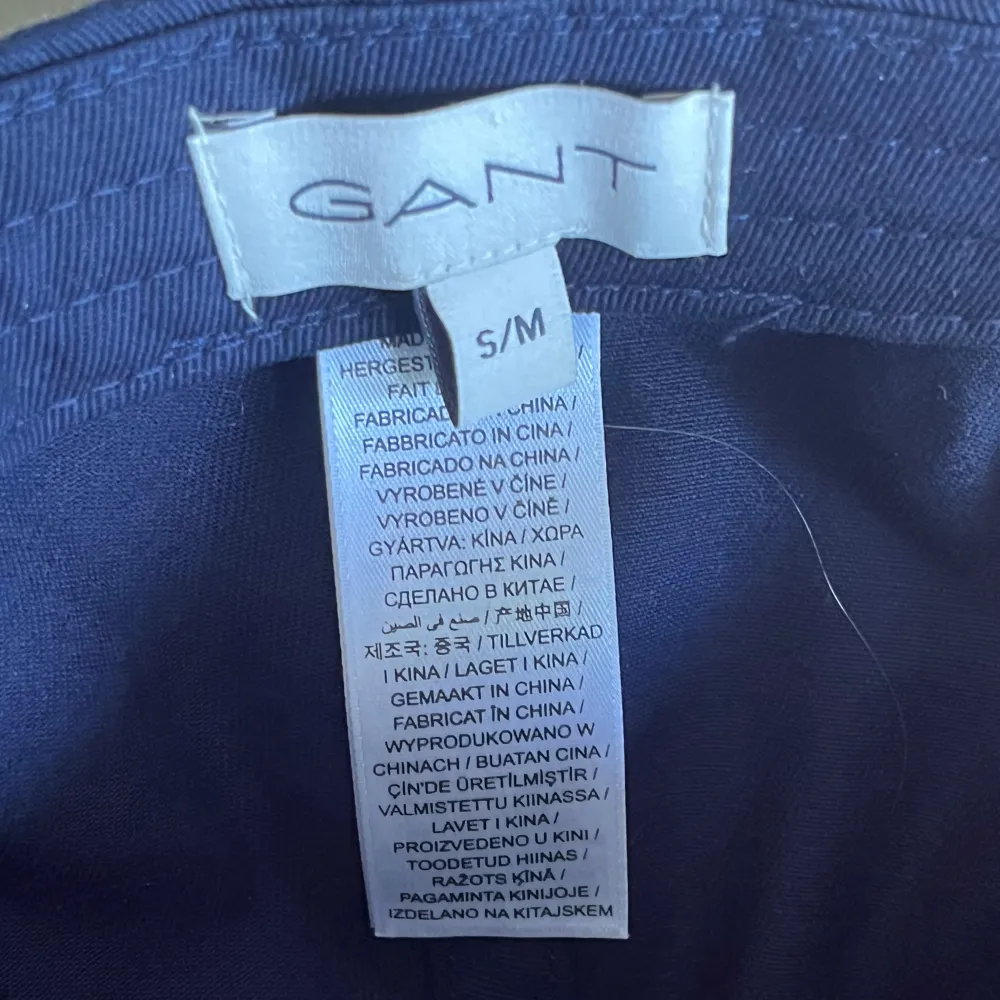 GANT
S/M
MAD
HERGEST /
FAIT
FABRICAD CHINA /
FABBRICATO IN CINA /
FABRICADO NA CHINA /
VYROBENÉ V ČÍNE /
VYROBENO V ČÍNĚ /
GYÁRTVA: KÍNA / ΧΩΡΑ
ΠΑΡΑΓΩΓΗΣ ΚΙΝΑ /
СДЕЛАНО В КИТАЕ /
صنع في الصين / 产地中国 /
제조국: 중국 / TILLVERKAD
I KINA / LAGET I KINA /
GEMAAKT IN CHINA /
FABRICAT ÎN CHINA /
WYPRODUKOWANO W
CHINACH / BUATAN CINA /
ÇİN'DE ÜRETİLMİŞTİR /
VALMISTETTU KIINASSA /
LAVET I KINA /
PROIZVEDENO U KINI /
TOODETUD HIINAS /
RAŽOTS ĶĪNĀ /
PAGAMINTA KINIJOJE /
IZDELANO NA KITAJSKEM